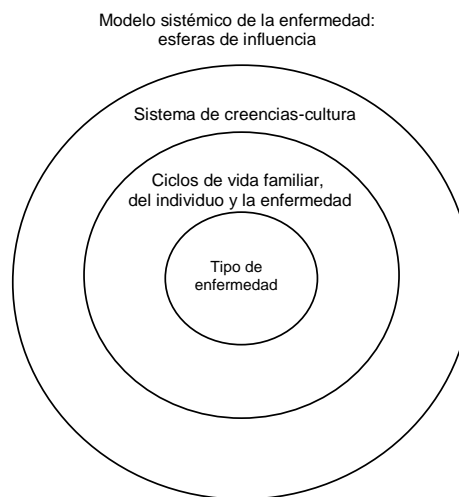 Modelo sistémico de la enfermedad:
esferas de influencia
Sistema de creencias-cultura
Ciclos de vida familiar,
del individuo y la enfermedad
Tipo de
enfermedad